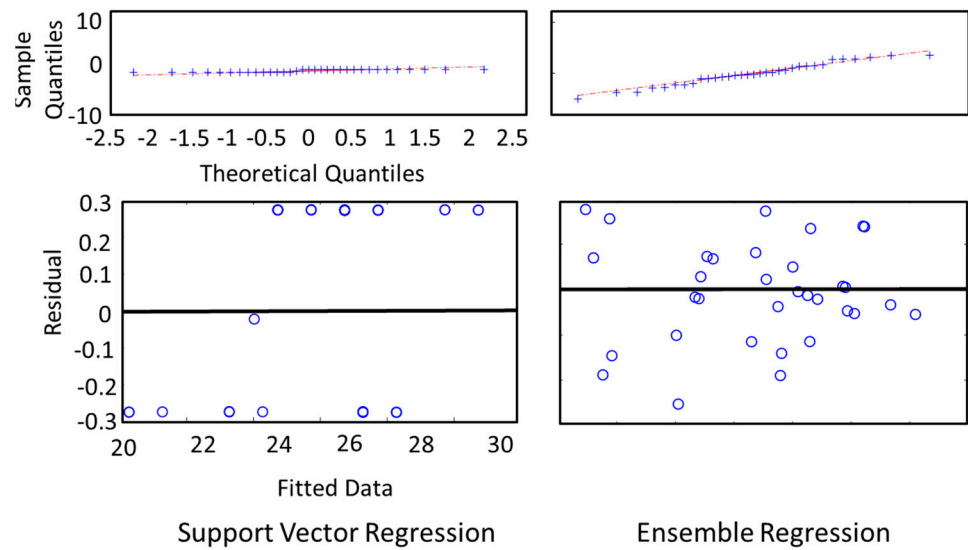 10
0
-10
Sample
Quantiles
-2.5 -2 -1.5 -1 -0.5 0 0.5 1 1.5 2 2.5
Theoretical Quantiles
0.3
0.2
0.1
0
-0.1
-0.2
-0.3
Residual
20 22 24 26 28 30
Fitted Data
Support Vector Regression
Ensemble Regression